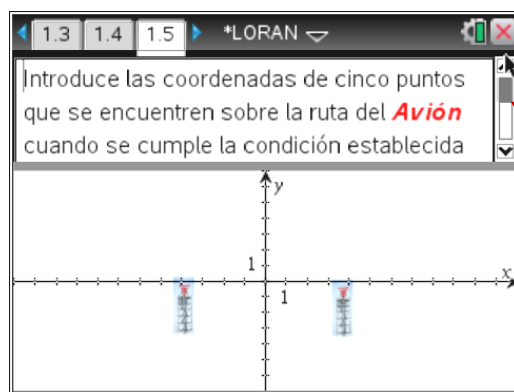 1.3 1.4 1.5 *LORAN
Introduce las coordenadas de cinco puntos
que se encuentren sobre la ruta del Avión
cuando se cumple la condición establecida
y
1
x
1